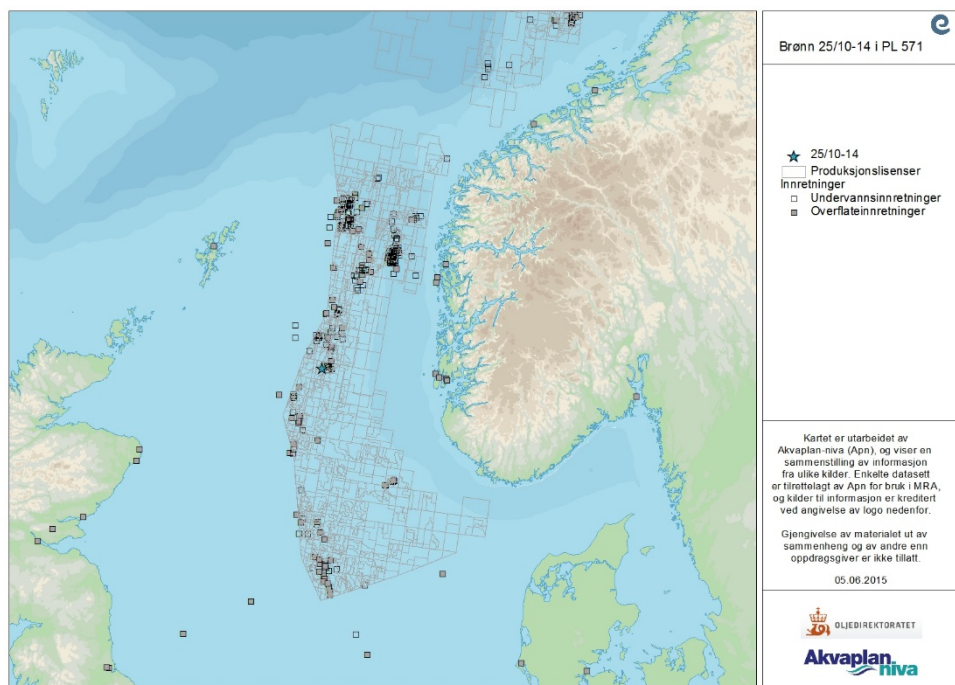 Brønn 25/10-14 i PL 571
25/10-14
Produksjonslisenser
Innretninger
Undervannsinnretninger
Overflateinnretninger
Kartet er utarbeidet av
Akvaplan-niva (Apn), og viser en
sammenstilling av informasjon
fra ulike kilder. Enkelte datasett
er tilrettelagt av Apn for bruk i MRA,
og kilder til informasjon er kreditert
ved angivelse av logo nedenfor.
Gjengivelse av materialet ut av
sammenheng og av andre enn
oppdragsgiver er ikke tillatt.
05.06.2015
OLJEDIREKTORATET
Akvaplan
niva